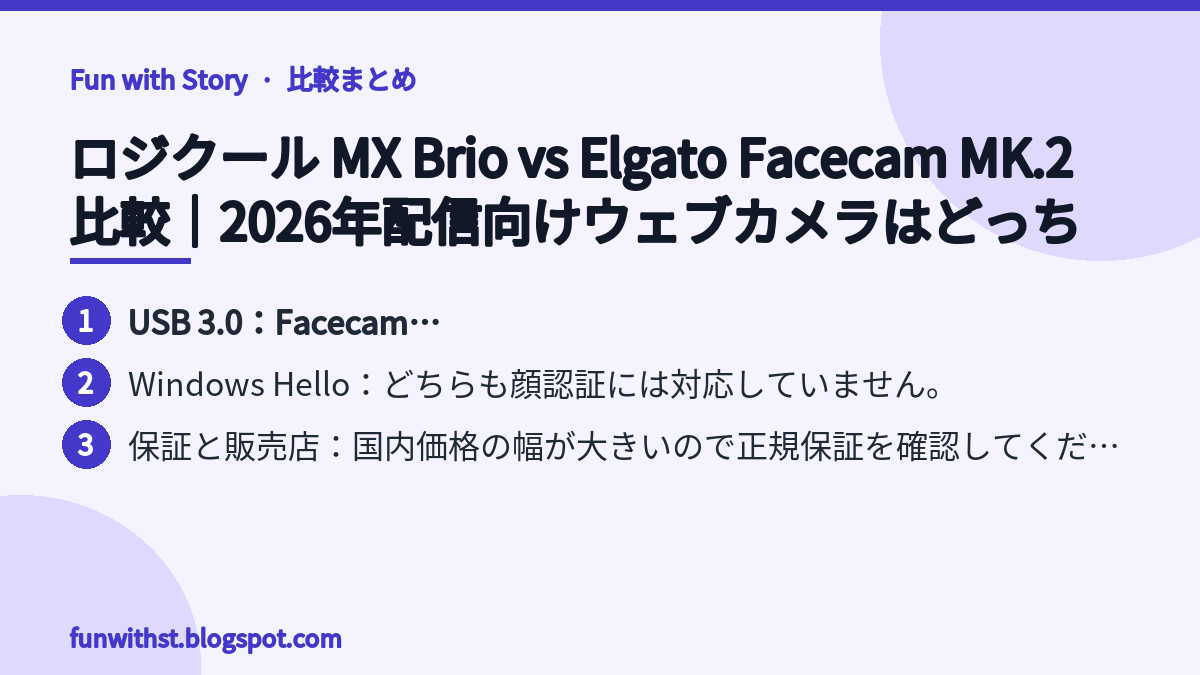 Fun with Story · 比較まとめ
ロジクール MX Brio vs Elgato Facecam MK.2
比較｜2026年配信向けウェブカメラはどっち
1 USB 3.0：Facecam…
2 Windows Hello：どちらも顔認証には対応していません。
3 保証と販売店：国内価格の幅が大きいので正規保証を確認してくだ…
funwithst.blogspot.com